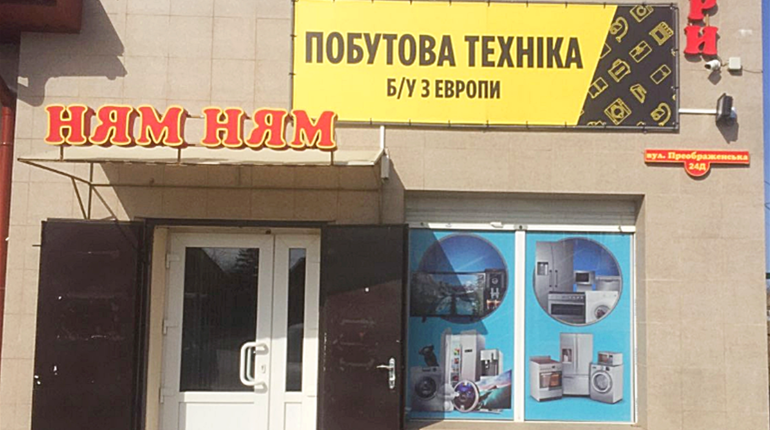 ПОБУТОВА ТЕХНІКА
Б/У З ЕВРОПИ
НЯМ НЯМ
вул. Преображенська
24Д